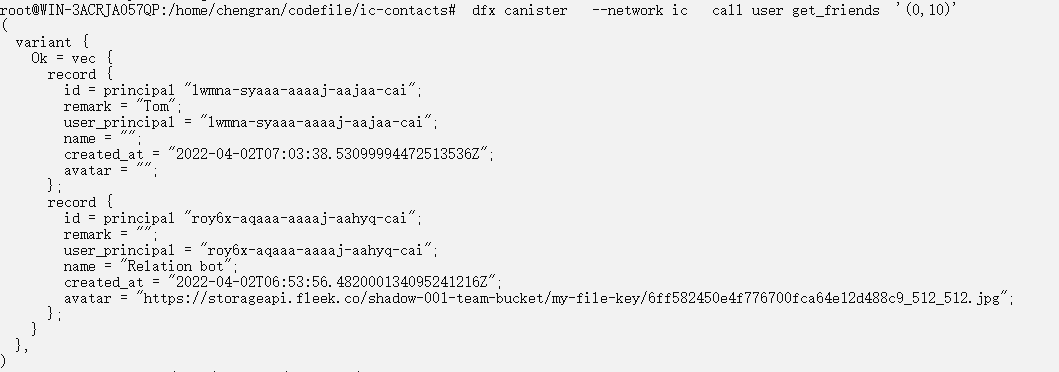 root@WIN-3ACRJA057QP:/home/chengran/codefile/ic-contacts# dfx canister --network ic call user get_friends '(0,10)'
(
variant {
Ok = vec {
record {
id = principal "lwmna-syaaa-aaaaj-aajaa-cai";
remark = "Tom";
user_principal = "lwmna-syaaa-aaaaj-aajaa-cai";
name = "";
created_at = "2022-04-02T07:03:38.53099994472513536Z";
avatar = "";
};
record {
id = principal "roy6x-aqaaa-aaaaj-aahyq-cai";
remark = "";
user_principal = "roy6x-aqaaa-aaaaj-aahyq-cai";
name = "Relation bot";
created_at = "2022-04-02T06:53:56.482000134095241216Z";
avatar = "https://storageapi.fleek.co/shadow-001-team-bucket/my-file-key/6ff582450e4f776700fca64e12d488c9_512_512.jpg";
};
}
},
)